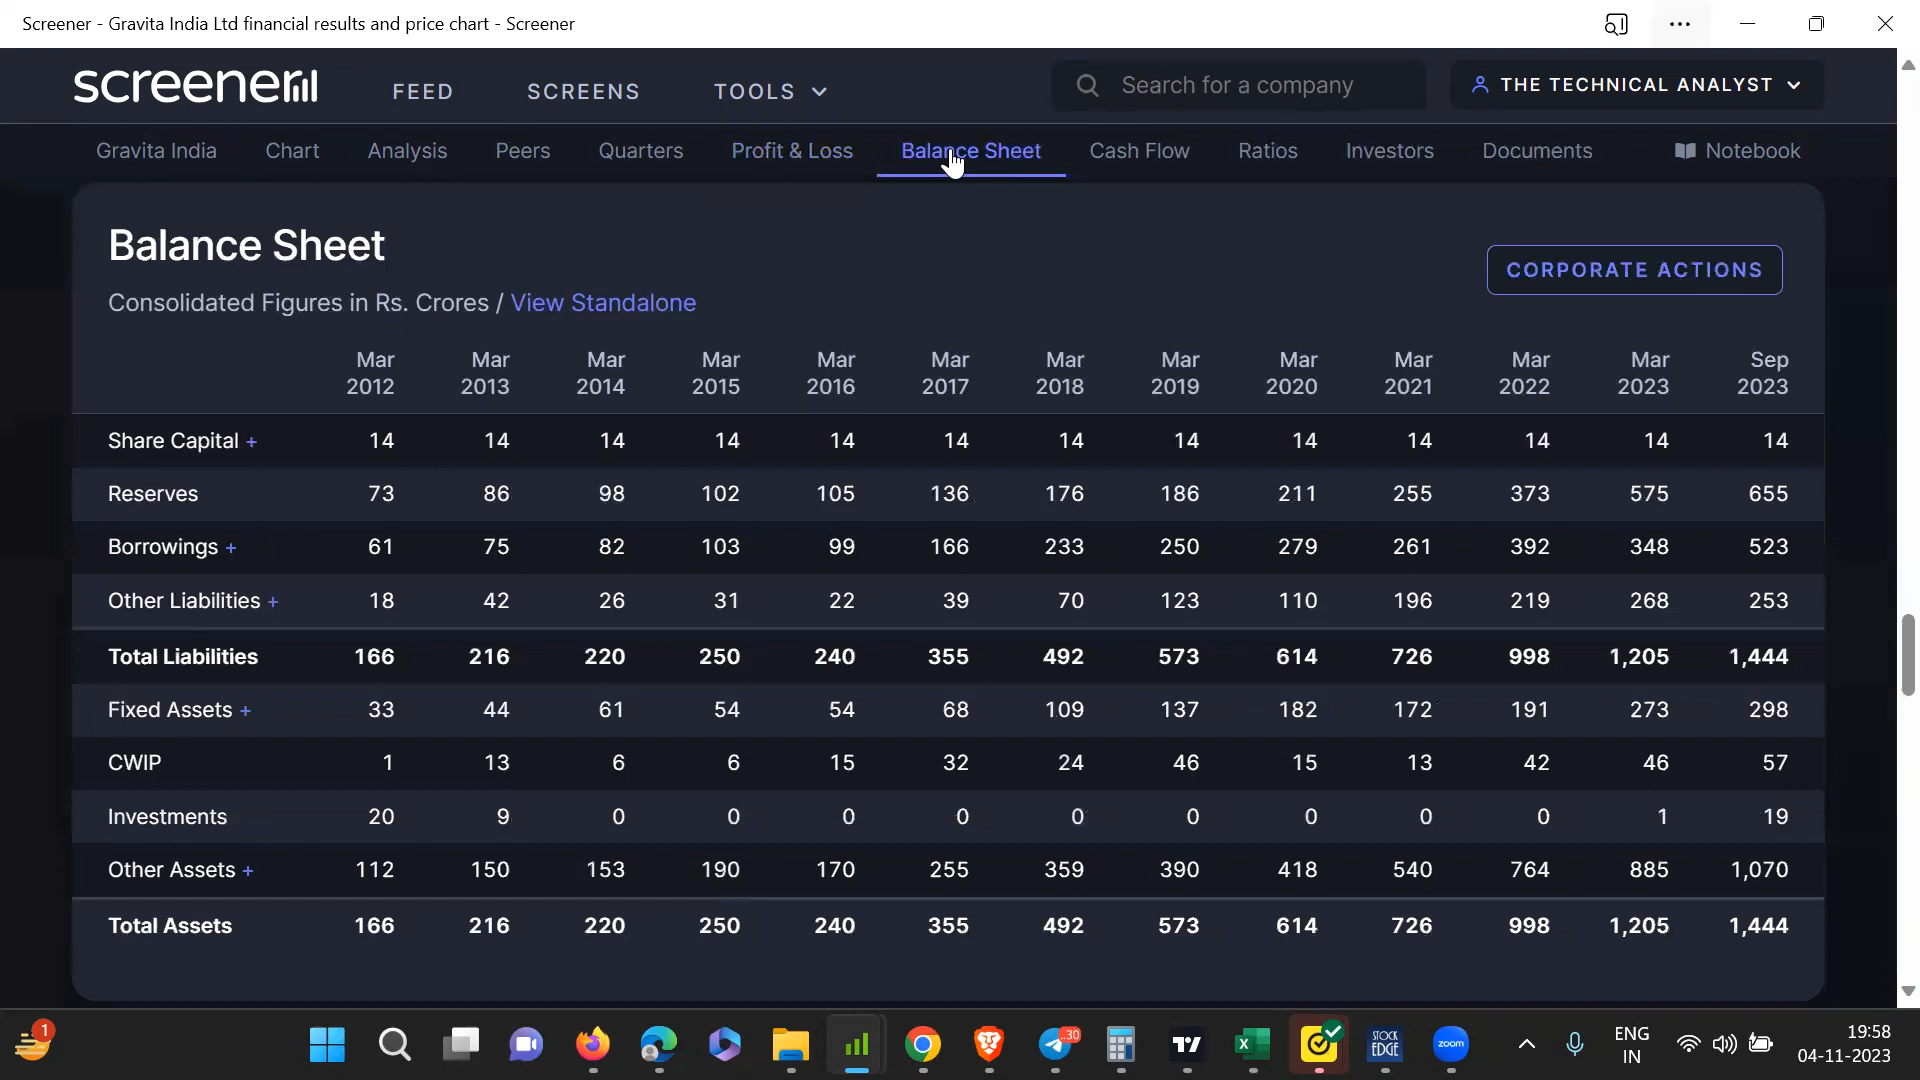 Screener - Gravita India Ltd financial results and price chart - Screener
screener FEED SCREENS TOOLS Search for a company THE TECHNICAL ANALYST
Gravita India Chart Analysis Peers Quarters Profit & Loss Balance Sheet Cash Flow Ratios Investors Documents Notebook
Balance Sheet
CORPORATE ACTIONS
Consolidated Figures in Rs. Crores / View Standalone
Mar Mar Mar Mar Mar Mar Mar Mar Mar Mar Mar Mar Sep
2012 2013 2014 2015 2016 2017 2018 2019 2020 2021 2022 2023 2023
Share Capital + 14 14 14 14 14 14 14 14 14 14 14 14 14
Reserves 73 86 98 102 105 136 176 186 211 255 373 575 655
Borrowings + 61 75 82 103 99 166 233 250 279 261 392 348 523
Other Liabilities + 18 42 26 31 22 39 70 123 110 196 219 268 253
Total Liabilities 166 216 220 250 240 355 492 573 614 726 998 1,205 1,444
Fixed Assets + 33 44 61 54 54 68 109 137 182 172 191 273 298
CWIP 1 13 6 6 15 32 24 46 15 13 42 46 57
Investments 20 9 0 0 0 0 0 0 0 0 0 1 19
Other Assets + 112 150 153 190 170 255 359 390 418 540 764 885 1,070
Total Assets 166 216 220 250 240 355 492 573 614 726 998 1,205 1,444
1 30 STOCK EDGE zoom ENG 19:58
IN 04-11-2023